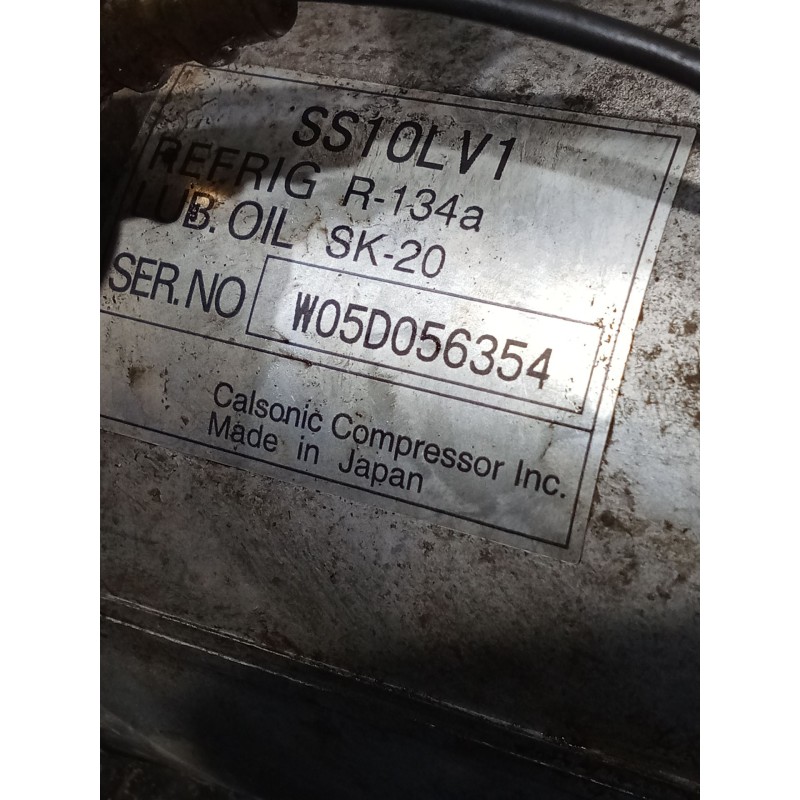 SS10LV1
REFRIG R-134a
LUB. OIL SK-20
SER.NO W05D056354
Calsonic Compressor Inc.
Made in Japan